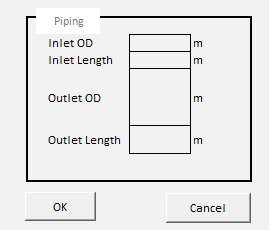 Piping
Inlet OD m
Inlet Length m
Outlet OD m
Outlet Length m
OK Cancel